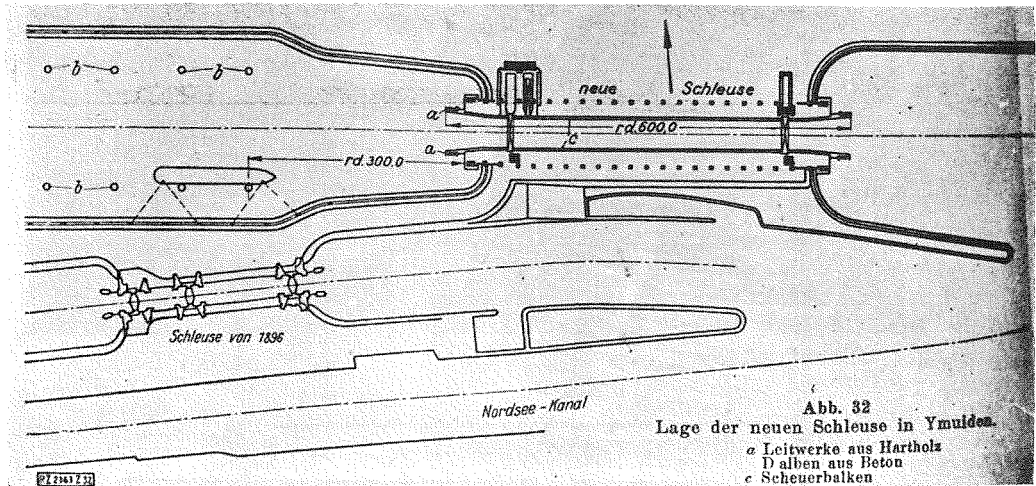 b b
neue Schleuse
a
rd.600,0
c
a
rd.300,0
b
Schleuse von 1896
Nordsee-Kanal
Abb. 32
Lage der neuen Schleuse in Ymuiden.
a Leitwerke aus Hartholz
Dalben aus Beton
c Scheuerbalken